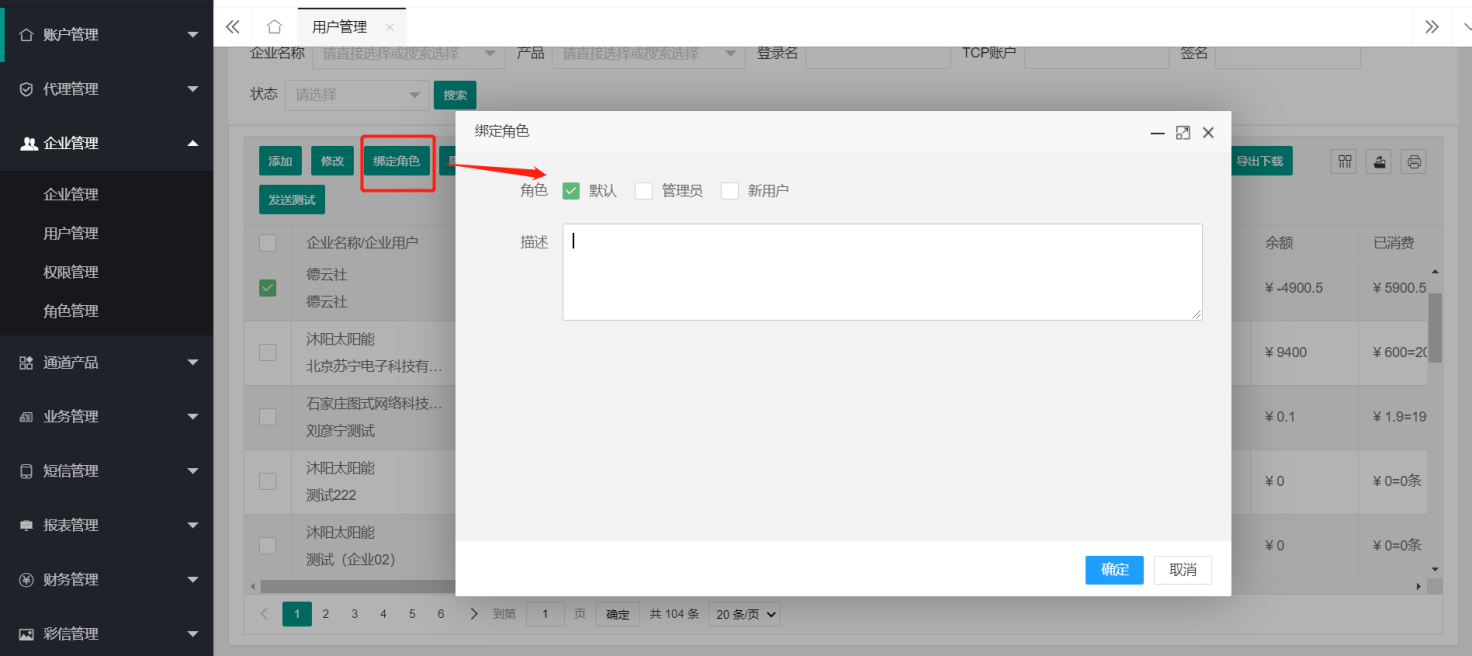 账户管理
代理管理
企业管理
企业管理
用户管理
权限管理
角色管理
通道产品
业务管理
短信管理
报表管理
财务管理
彩信管理
用户管理
企业名称 请直接选择或搜索选择 产品 请直接选择或搜索选择 登录名 TCP账户 签名
状态 请选择 搜索
添加 修改 绑定角色 导出下载
发送测试
企业名称/企业用户 余额 已消费
德云社
德云社
¥ -4900.5 ¥ 5900.5
沐阳太阳能
北京苏宁电子科技有...
¥ 9400 ¥ 600=20
石家庄图式网络科技...
刘彦宁测试
¥ 0.1 ¥ 1.9=19
沐阳太阳能
测试222
¥ 0 ¥ 0=0条
沐阳太阳能
测试（企业02）
¥ 0 ¥ 0=0条
1 2 3 4 5 6 到第 1 页 确定 共 104 条 20 条/页
绑定角色
角色 默认 管理员 新用户
描述
确定 取消